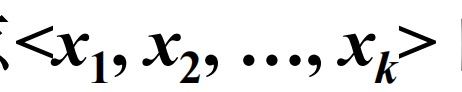 <x₁, x₂, …, xₖ>